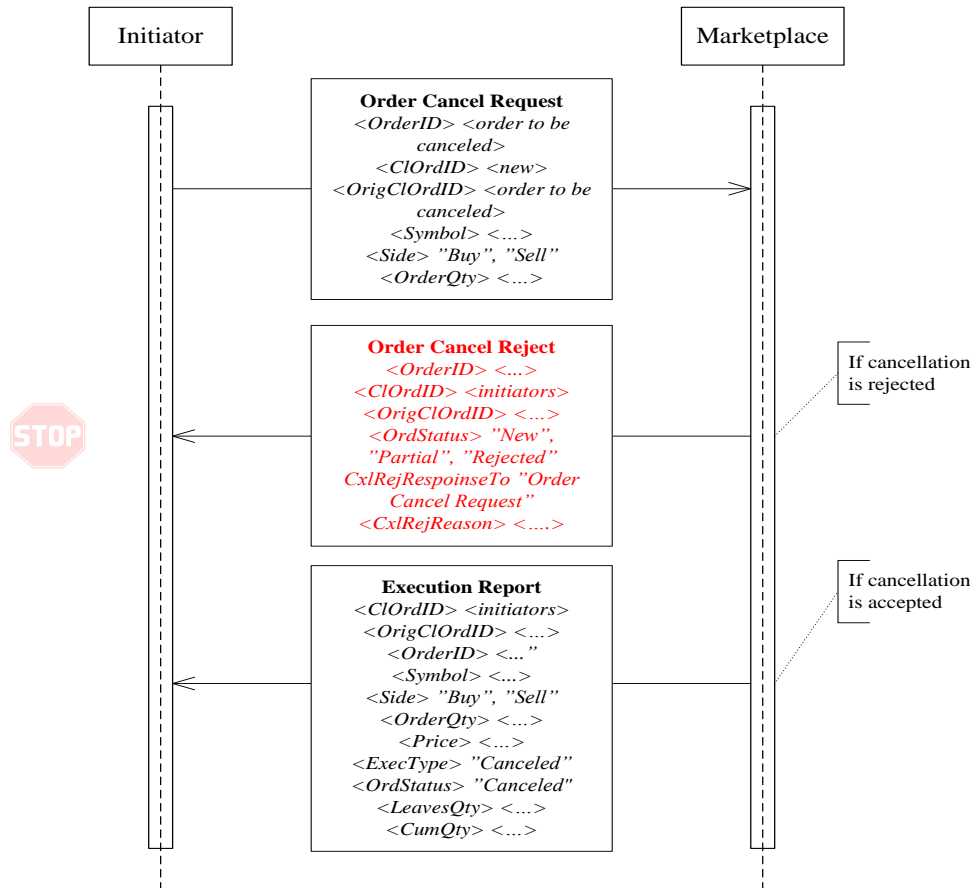 Initiator
Marketplace
Order Cancel Request
<OrderID> <order to be
canceled>
<ClOrdID> <new>
<OrigClOrdID> <order to be
canceled>
<Symbol> <...>
<Side> ”Buy”, ”Sell”
<OrderQty> <...>
Order Cancel Reject
<OrderID> <...>
<ClOrdID> <initiators>
<OrigClOrdID> <...>
<OrdStatus> ”New”,
”Partial”, ”Rejected”
CxlRejRespoinseTo ”Order
Cancel Request”
<CxlRejReason> <....>
If cancellation
is rejected
STOP
Execution Report
<ClOrdID> <initiators>
<OrigClOrdID> <...>
<OrderID> <...”
<Symbol> <...>
<Side> ”Buy”, ”Sell”
<OrderQty> <...>
<Price> <...>
<ExecType> ”Canceled”
<OrdStatus> ”Canceled"
<LeavesQty> <...>
<CumQty> <...>
If cancellation
is accepted